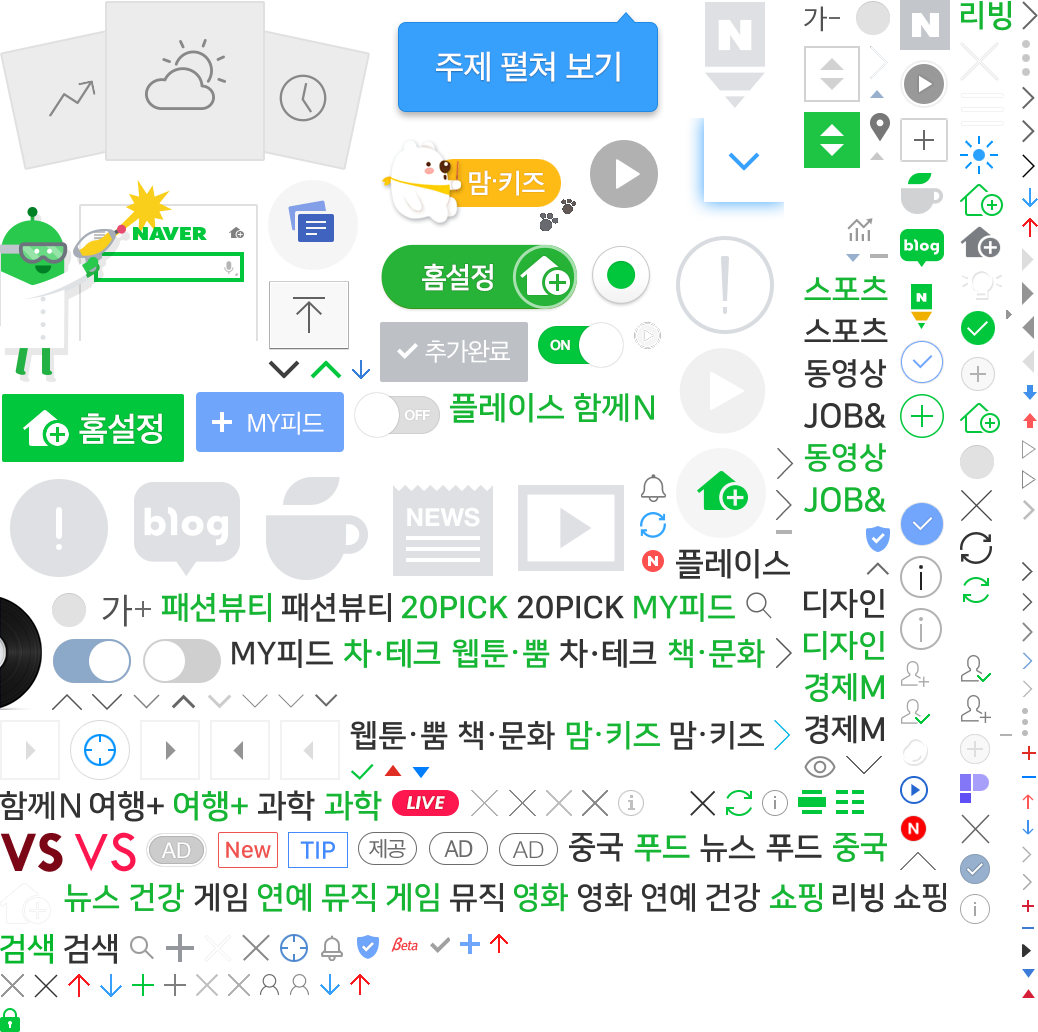 가-
리빙
주제 펼쳐 보기
N
N
맘·키즈
NAVER
홈설정
blog
N
스포츠
스포츠
추가완료
ON
동영상
JOB&
홈설정
+ MY피드
OFF
플레이스 함께N
동영상
JOB&
blog
NEWS
N
플레이스
가+ 패션뷰티 패션뷰티 20PICK 20PICK MY피드
디자인
MY피드 차·테크 웹툰·뿜 차·테크 책·문화
디자인
경제M
웹툰·뿜 책·문화 맘·키즈 맘·키즈
경제M
함께N 여행+ 여행+ 과학 과학 LIVE
N
VS VS AD New TIP 제공 AD AD 중국 푸드 뉴스 푸드 중국
뉴스 건강 게임 연예 뮤직 게임 뮤직 영화 영화 연예 건강 쇼핑 리빙 쇼핑
검색 검색 βeta